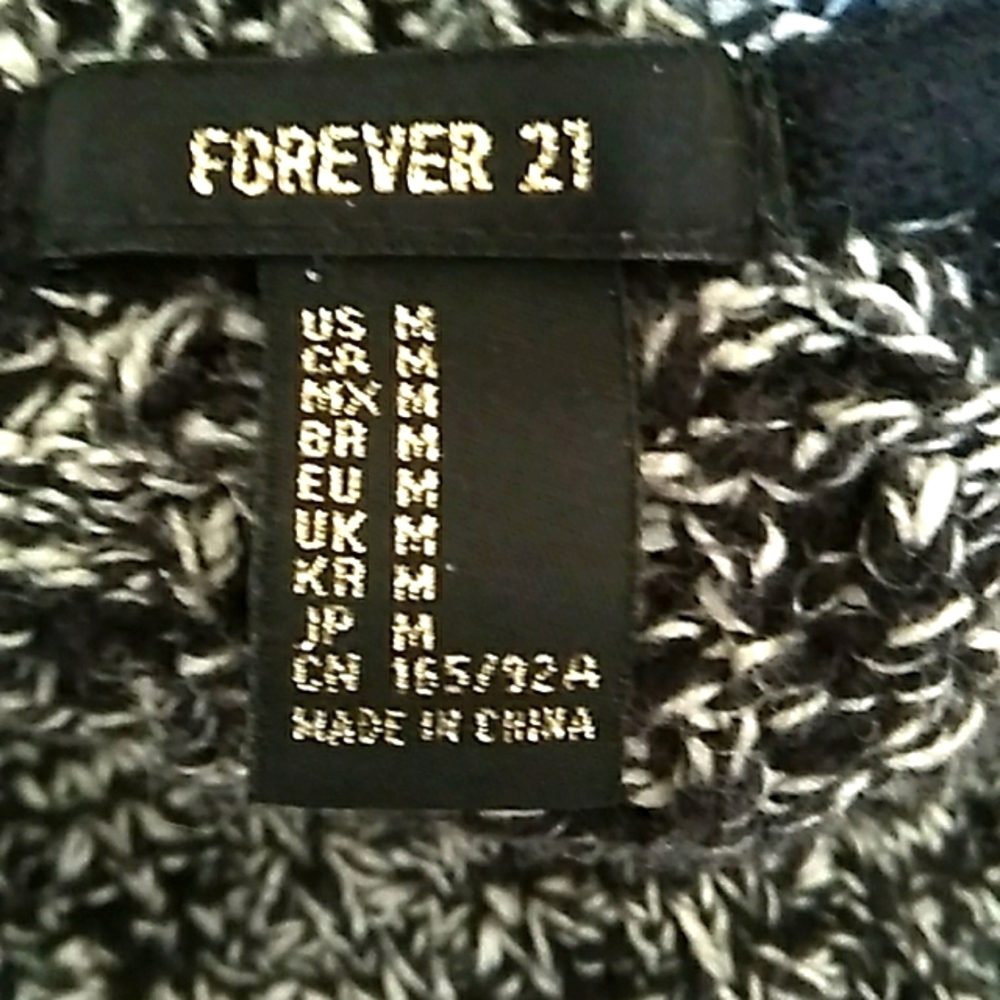 FOREVER 21
US M
CA M
MX M
BR M
EU M
UK M
KR M
JP M
CN 165/92A
MADE IN CHINA